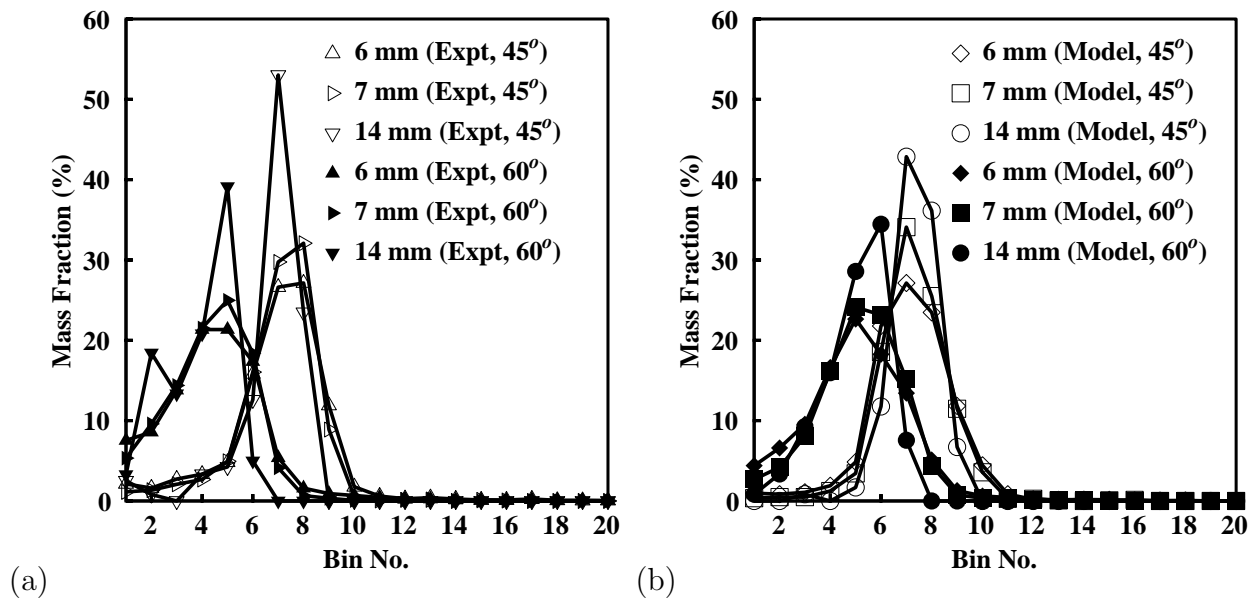 60
50
40
30
20
10
0
Mass Fraction (%)
6 mm (Expt, 45°)
7 mm (Expt, 45°)
14 mm (Expt, 45°)
6 mm (Expt, 60°)
7 mm (Expt, 60°)
14 mm (Expt, 60°)
2 4 6 8 10 12 14 16 18 20
Bin No.
(a)
60
50
40
30
20
10
0
Mass Fraction (%)
6 mm (Model, 45°)
7 mm (Model, 45°)
14 mm (Model, 45°)
6 mm (Model, 60°)
7 mm (Model, 60°)
14 mm (Model, 60°)
2 4 6 8 10 12 14 16 18 20
Bin No.
(b)